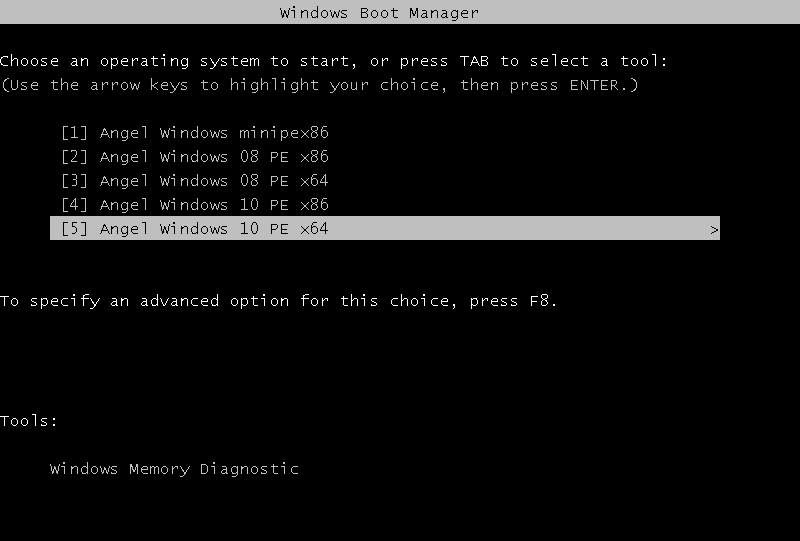 Windows Boot Manager
Choose an operating system to start, or press TAB to select a tool:
(Use the arrow keys to highlight your choice, then press ENTER.)
[1] Angel Windows minipex86
[2] Angel Windows 08 PE x86
[3] Angel Windows 08 PE x64
[4] Angel Windows 10 PE x86
[5] Angel Windows 10 PE x64 >
To specify an advanced option for this choice, press F8.
Tools:
Windows Memory Diagnostic